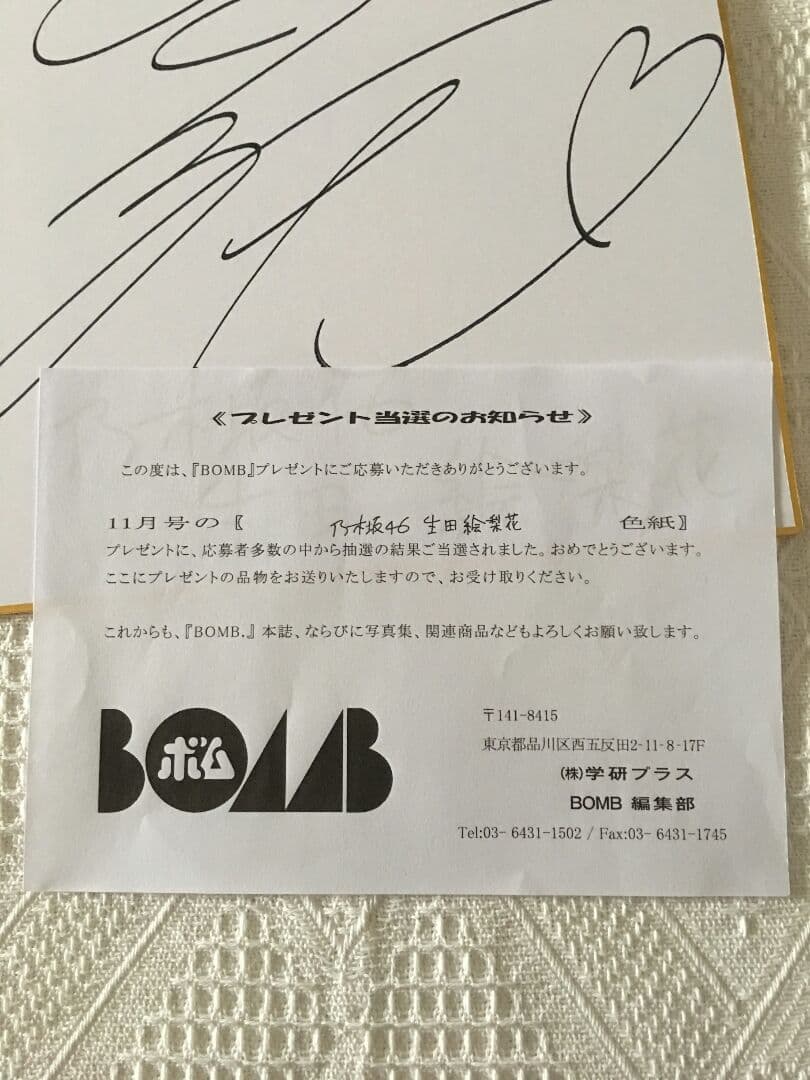 《プレゼント当選のお知らせ》
この度は、『BOMB』プレゼントにご応募いただきありがとうございます。
11月号の〖 乃木坂46 生田絵梨花 色紙〗
プレゼントに、応募者多数の中から抽選の結果ご当選されました。おめでとうございます。
ここにプレゼントの品物をお送りいたしますので、お受け取りください。
これからも、『BOMB.』本誌、ならびに写真集、関連商品などもよろしくお願い致します。
BOMB
ボム
〒141-8415
東京都品川区西五反田2-11-8-17F
(株)学研プラス
BOMB 編集部
Tel:03- 6431-1502 / Fax:03- 6431-1745